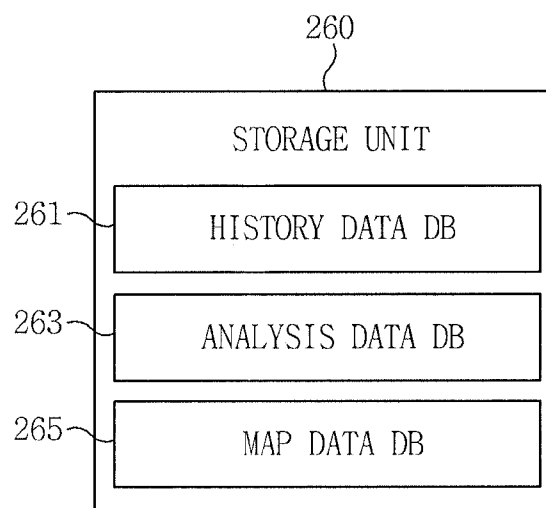 260
STORAGE UNIT
261
HISTORY DATA DB
263
ANALYSIS DATA DB
265
MAP DATA DB